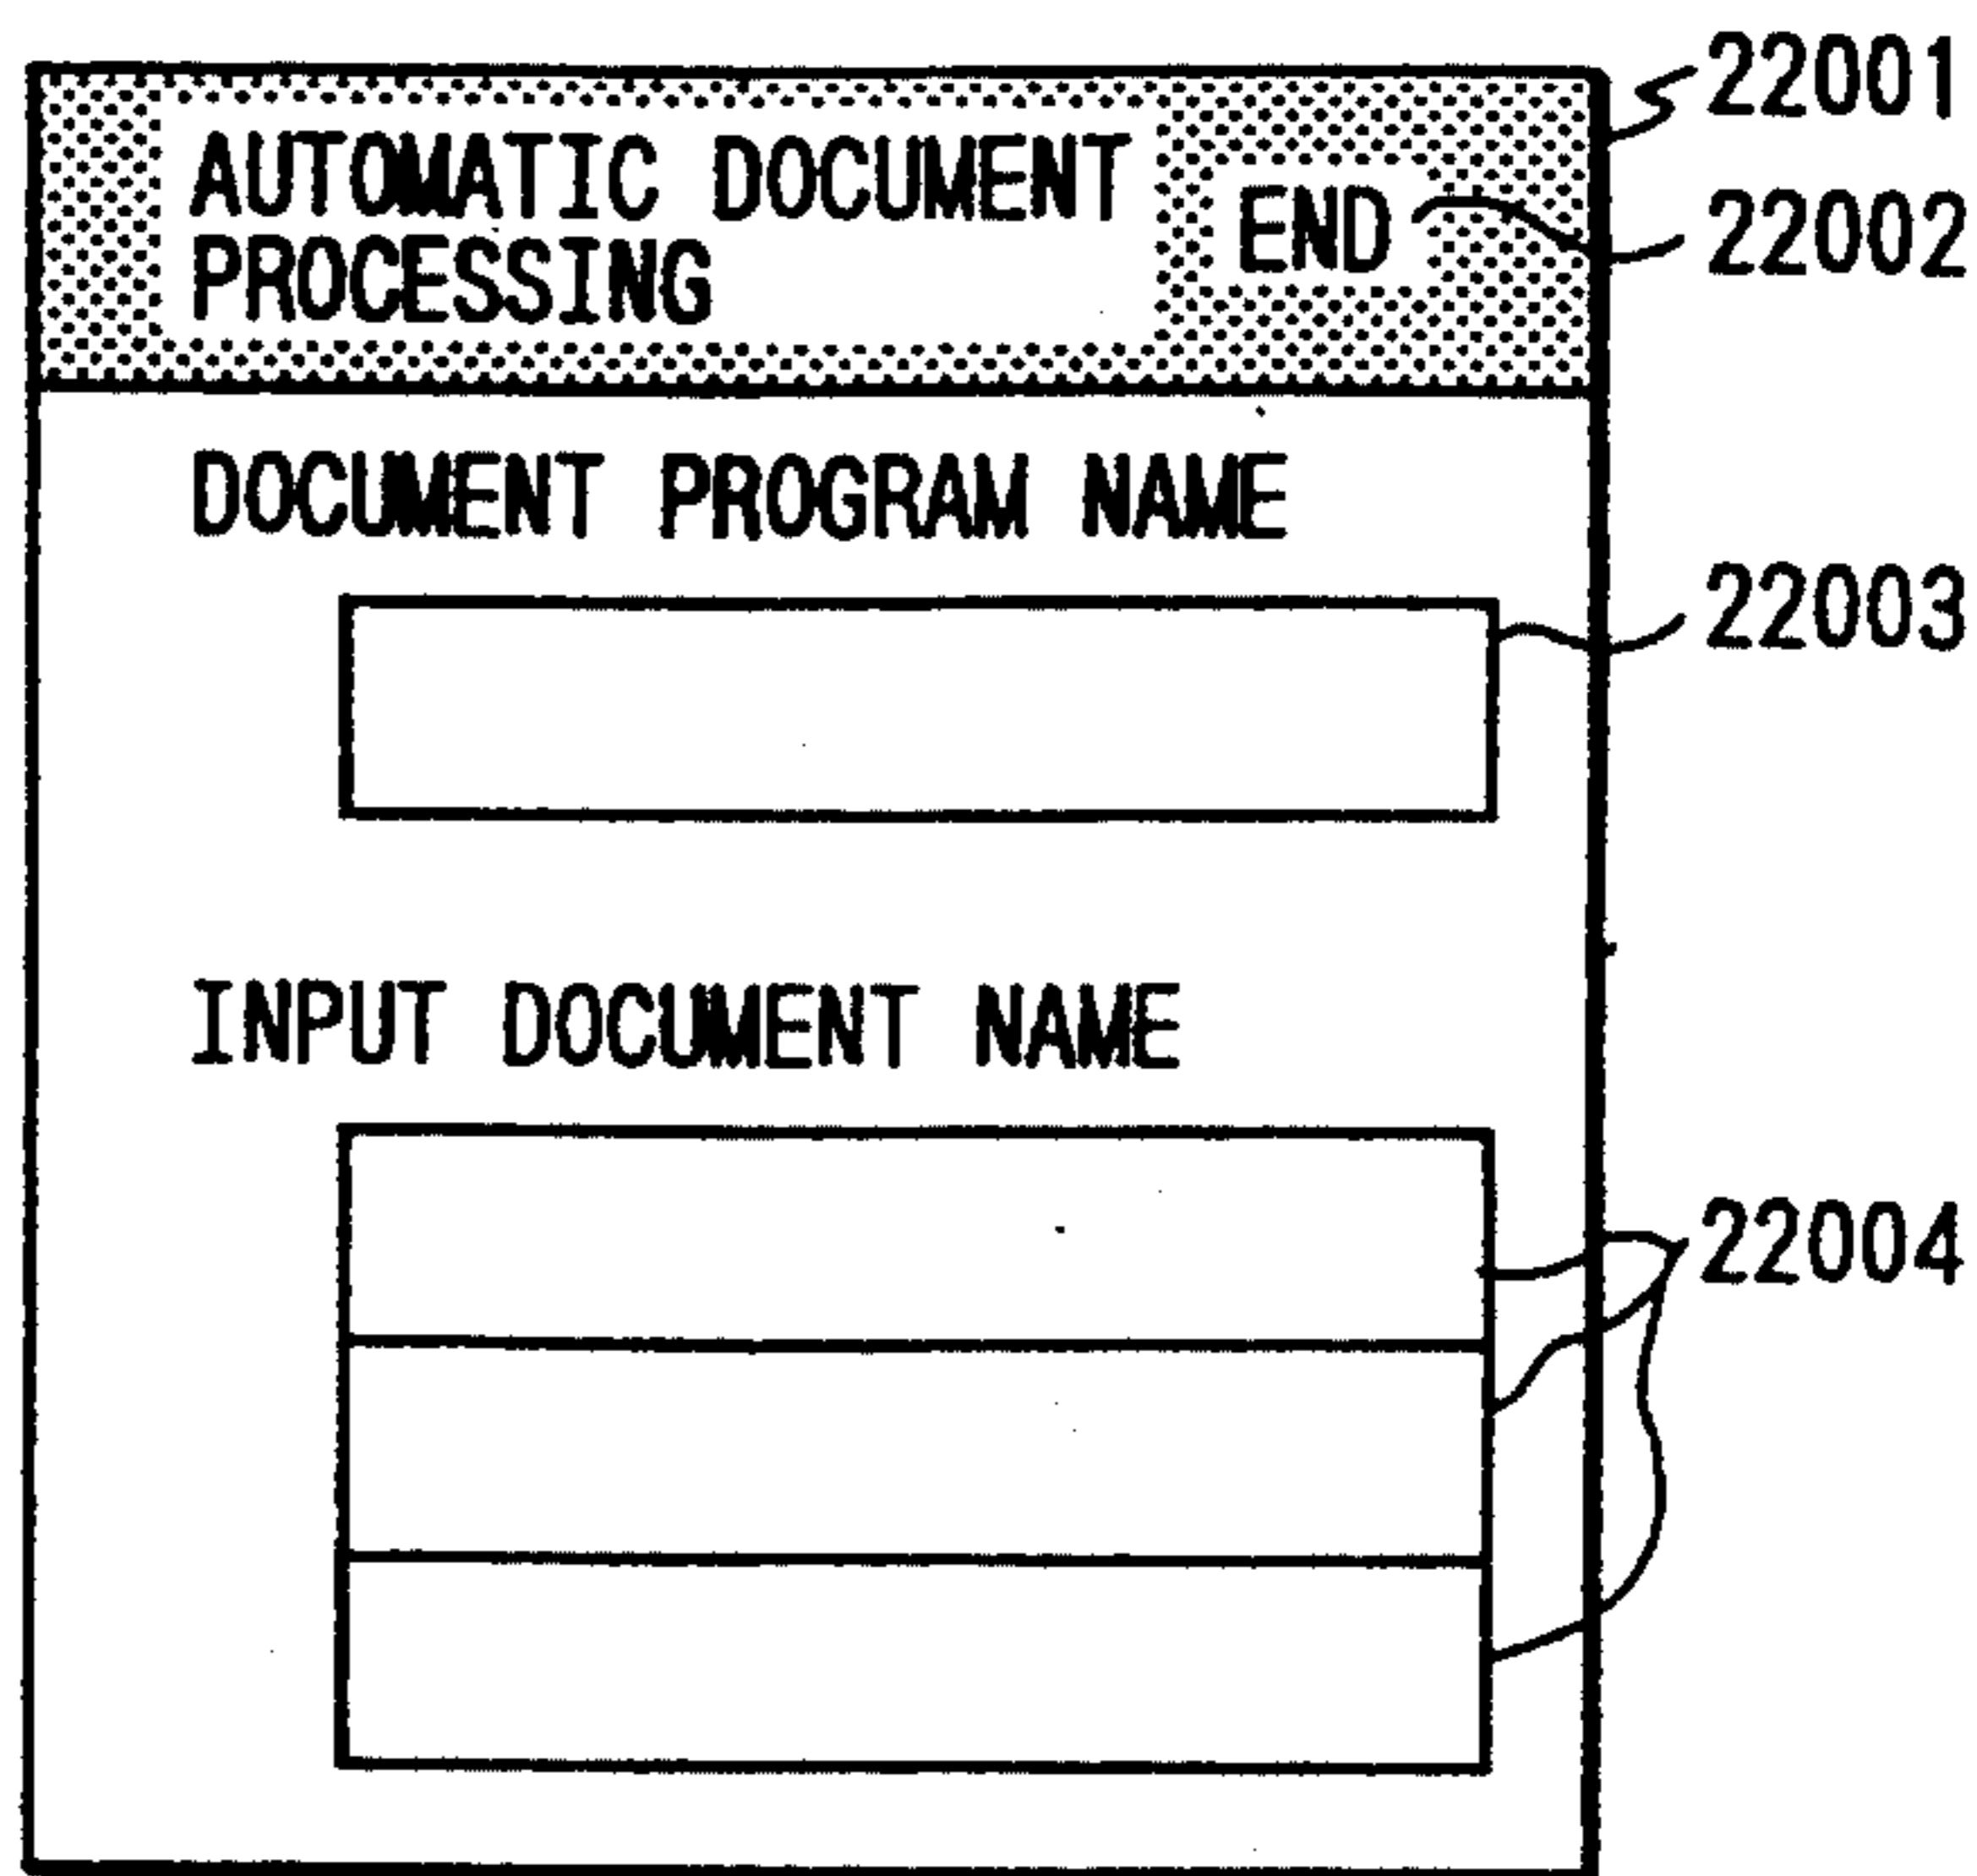 22001
AUTOMATIC DOCUMENT
PROCESSING
END
22002
DOCUMENT PROGRAM NAME
22003
INPUT DOCUMENT NAME
22004